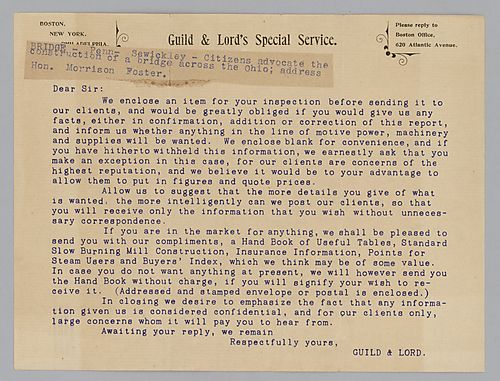 BOSTON,
NEW YORK,
PHILADELPHIA.
Guild & Lord's Special Service.
Please reply to
Boston Office,
620 Atlantic Avenue.
BRIDGE - Penn- Sewickley - Citizens advocate the
construction of a bridge across the Ohio; address
Hon. Morrison Foster.
Dear Sir:
We enclose an item for your inspection before sending it to
our clients, and would be greatly obliged if you would give us any
facts, either in confirmation, addition or correction of this report,
and inform us whether anything in the line of motive power, machinery
and supplies will be wanted. We enclose blank for convenience, and if
you have hitherto withheld this information, we earnestly ask that you
make an exception in this case, for our clients are concerns of the
highest reputation, and we believe it would be to your advantage to
allow them to put in figures and quote prices.
Allow us to suggest that the more details you give of what
is wanted, the more intelligently can we post our clients, so that
you will receive only the information that you wish without unneces-
sary correspondence.
If you are in the market for anything, we shall be pleased to
send you with our compliments, a Hand Book of Useful Tables, Standard
Slow Burning Mill Construction, Insurance Information, Points for
Steam Users and Buyers' Index, which we think may be of some value.
In case you do not want anything at present, we will however send you
the Hand Book without charge, if you will signify your wish to re-
ceive it. (Addressed and stamped envelope or postal is enclosed.)
In closing we desire to emphasize the fact that any informa-
tion given us is considered confidential, and for our clients only,
large concerns whom it will pay you to hear from.
Awaiting your reply, we remain
Respectfully yours,
GUILD & LORD.